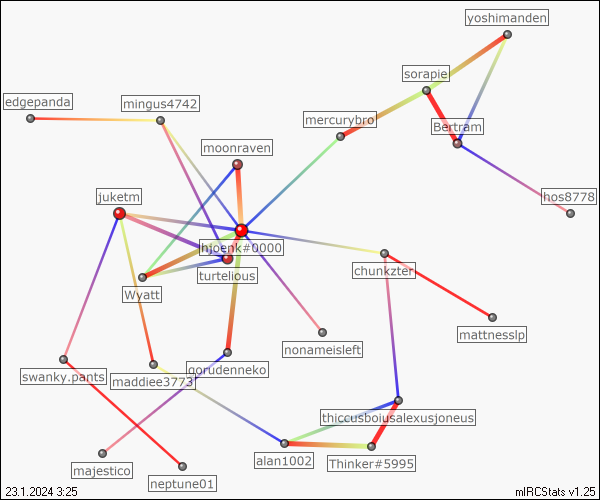 yoshimanden
sorapie
edgepanda
mingus4742
mercurybro
Bertram
moonraven
juketm
hos8778
hjoenk#0000
chunkzter
turtelous
Wyatt
mattnesslp
nonameisleft
gorudenneko
swanky.pants
maddiee3773
thiccusboiusalexusjoneus
alan1002
Thinker#5995
majestico
neptune01
23.1.2024 3:25
mIRCStats v1.25